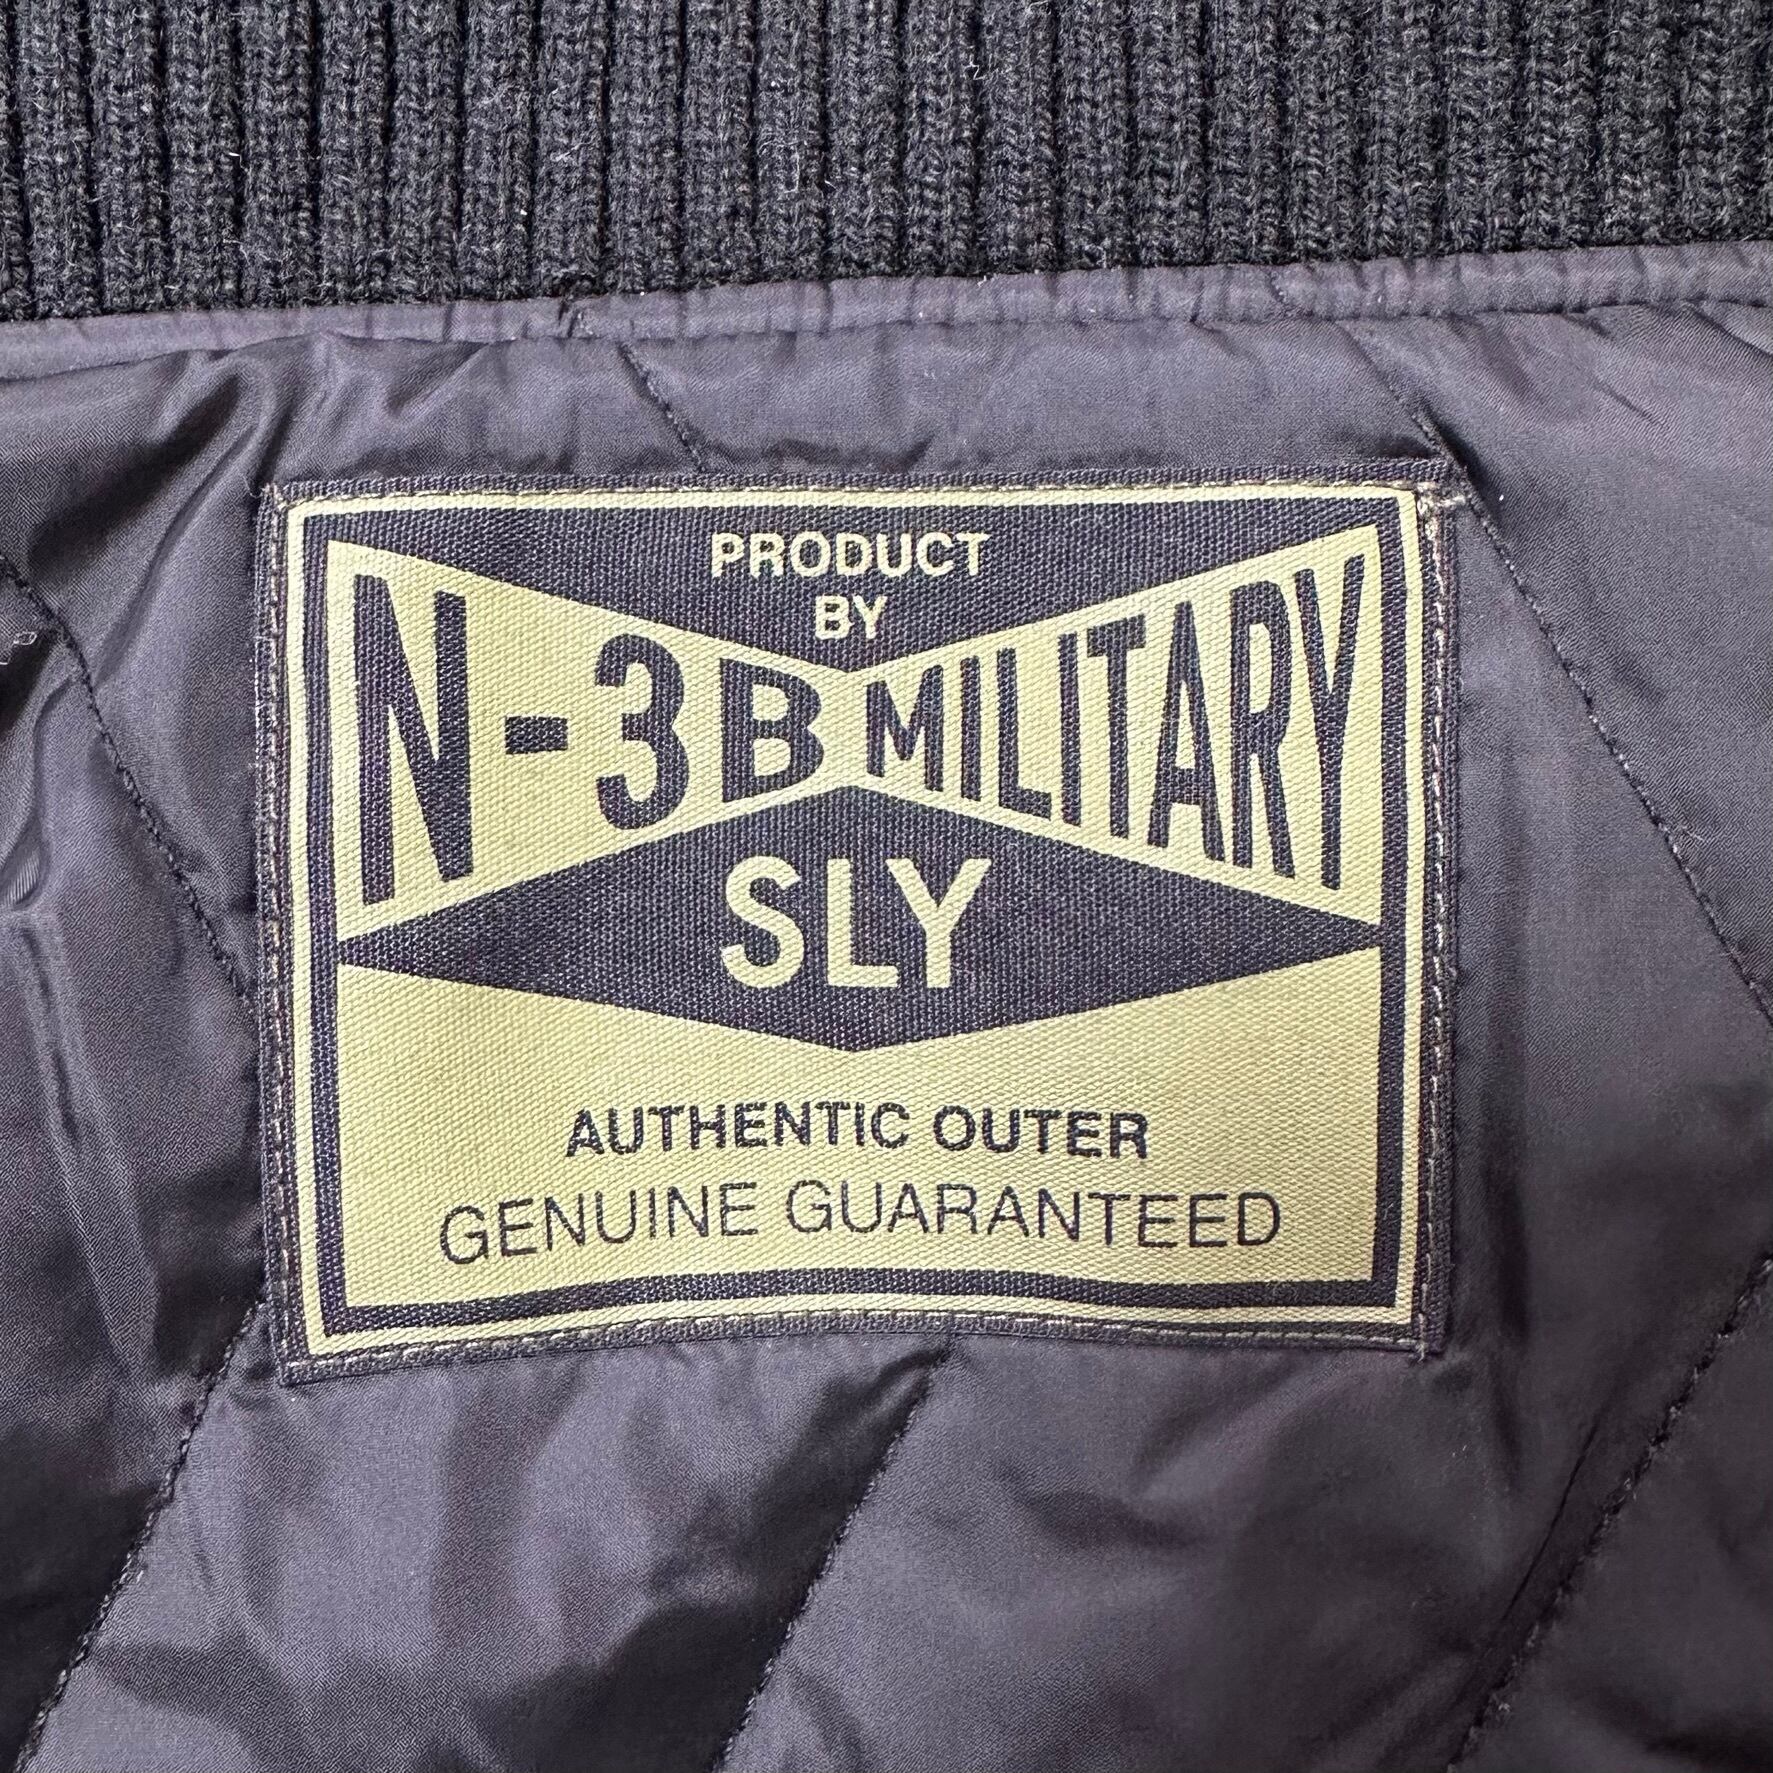 PRODUCT
BY
N-3B MILITARY
SLY
AUTHENTIC OUTER
GENUINE GUARANTEED